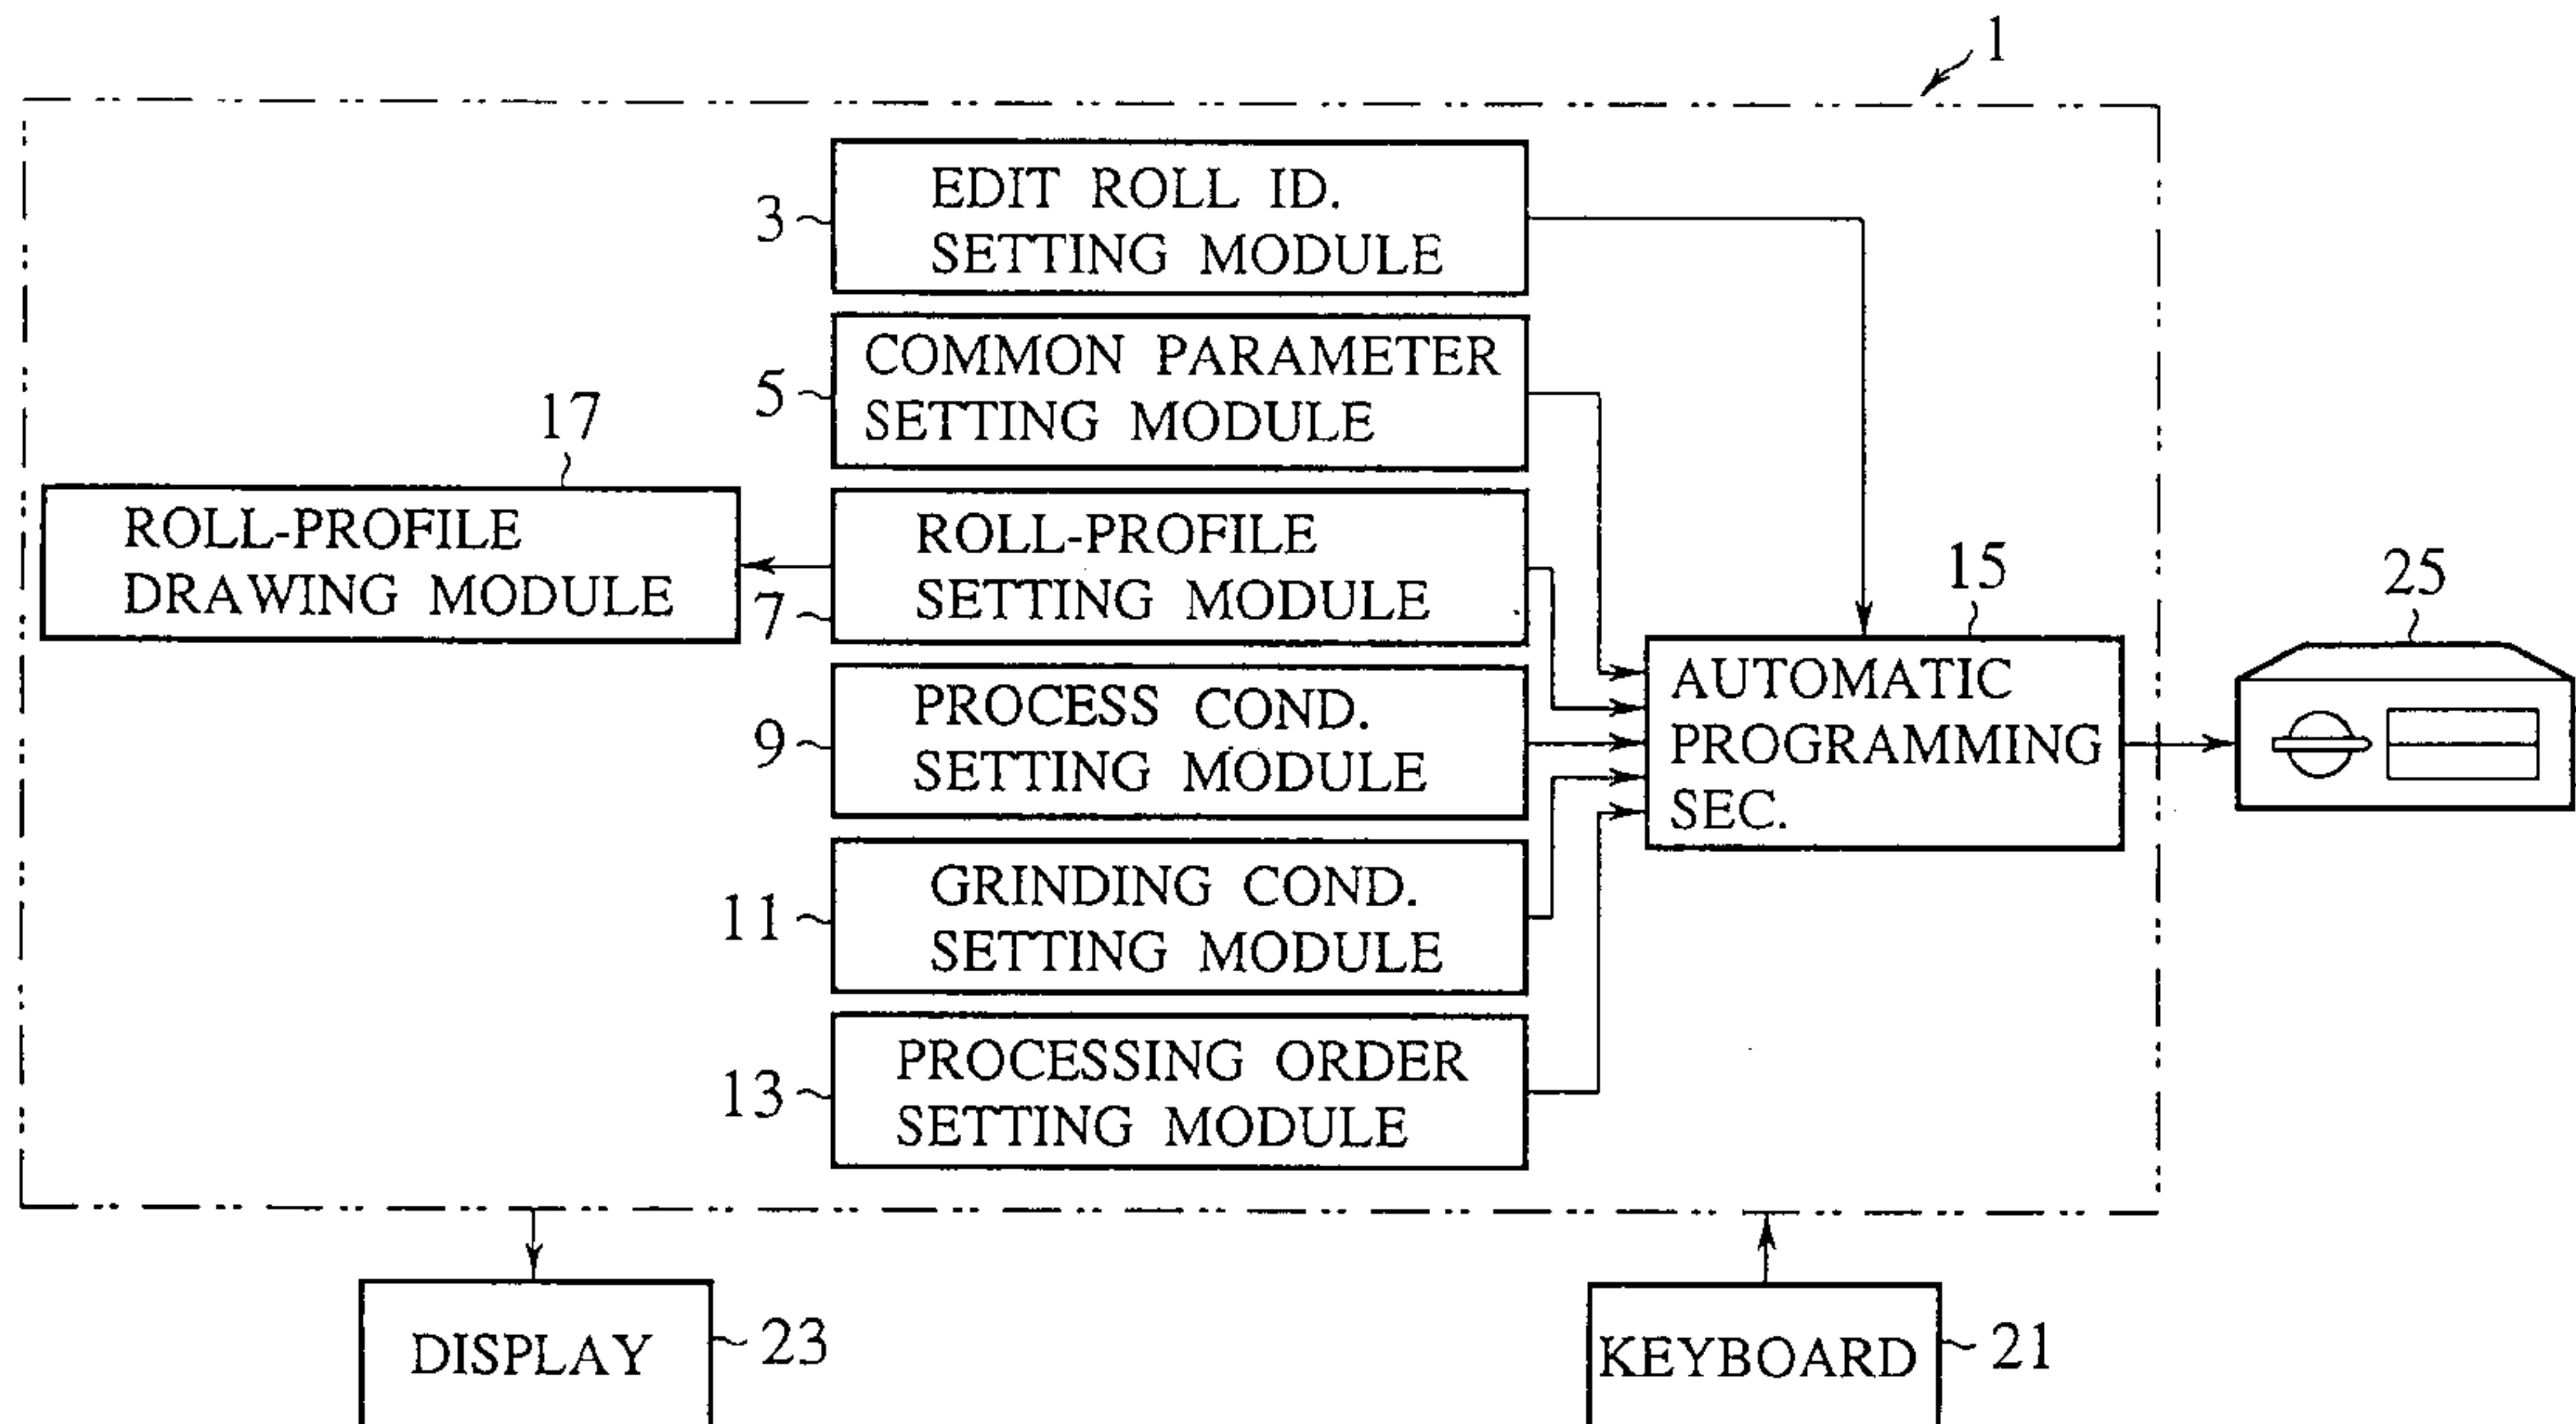 1
EDIT ROLL ID.
SETTING MODULE
3
COMMON PARAMETER
SETTING MODULE
5
17
ROLL-PROFILE
DRAWING MODULE
ROLL-PROFILE
SETTING MODULE
7
PROCESS COND.
SETTING MODULE
9
15
AUTOMATIC
PROGRAMMING
SEC.
25
GRINDING COND.
SETTING MODULE
11
PROCESSING ORDER
SETTING MODULE
13
DISPLAY
23
KEYBOARD
21